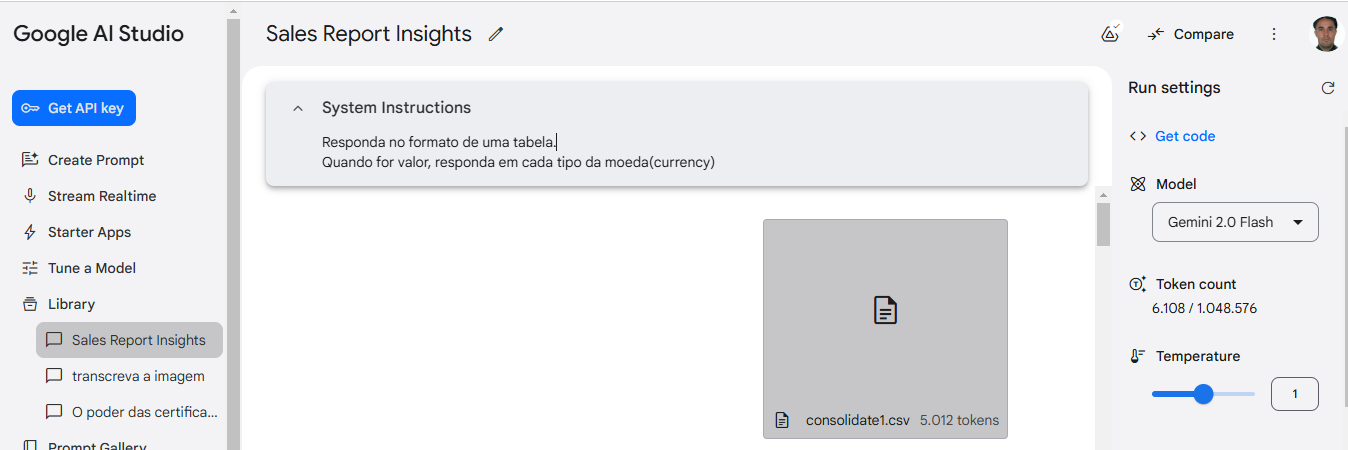 Google AI Studio
Get API key
Create Prompt
Stream Realtime
Starter Apps
Tune a Model
Library
Sales Report Insights
transcreva a imagem
O poder das certifica...
Prompt Gallery
Sales Report Insights
Compare
System Instructions
Responda no formato de uma tabela.
Quando for valor, responda em cada tipo da moeda(currency)
consolidate1.csv 5.012 tokens
Run settings
Get code
Model
Gemini 2.0 Flash
Token count
6.108 / 1.048.576
Temperature
1